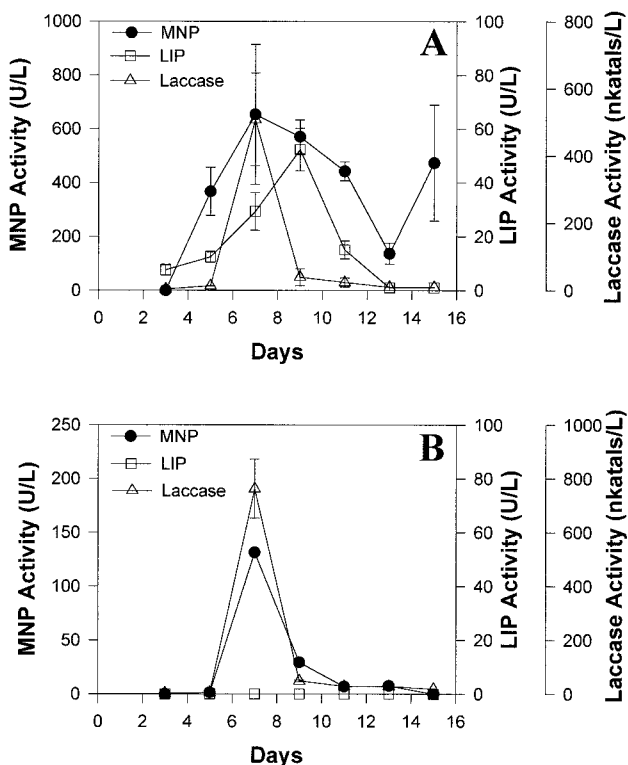 A
MNP
LIP
Laccase
MNP Activity (U/L)
1000
800
600
400
200
0
LIP Activity (U/L)
100
80
60
40
20
0
Laccase Activity (nkatals/L)
800
600
400
200
0
0 2 4 6 8 10 11 12 14 16
Days
B
MNP
LIP
Laccase
MNP Activity (U/L)
250
200
150
100
50
0
LIP Activity (U/L)
100
80
60
40
20
0
Laccase Activity (nkatals/L)
1000
800
600
400
200
0
0 2 4 6 8 10 11 12 14 16
Days